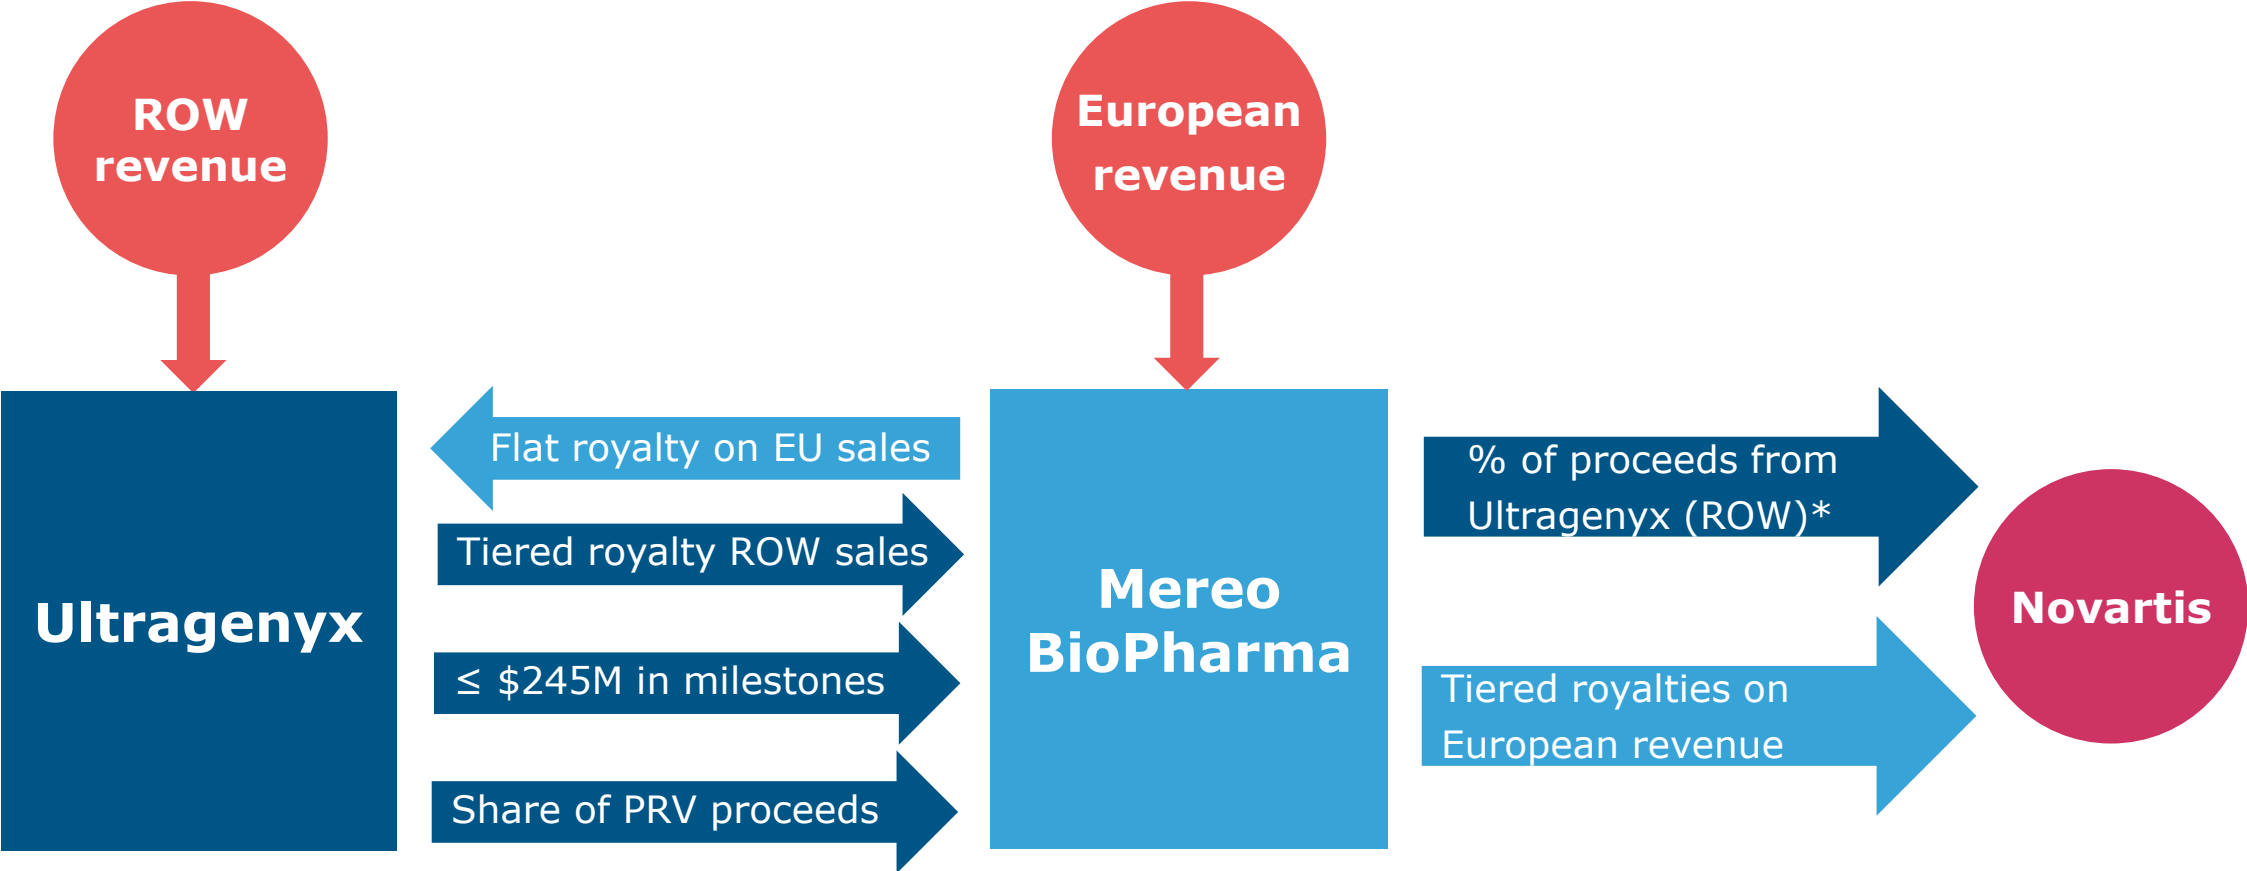 ROW
revenue
European
revenue
Ultragenyx
Flat royalty on EU sales
Tiered royalty ROW sales
≤ $245M in milestones
Share of PRV proceeds
Mereo
BioPharma
% of proceeds from
Ultragenyx (ROW)*
Tiered royalties on
European revenue
Novartis